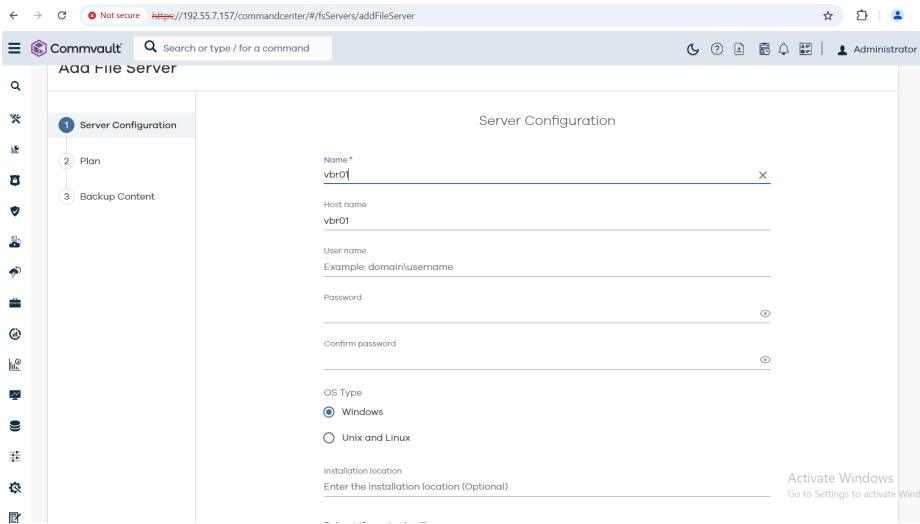 Not secure https://192.55.7.157/commandcenter/#/fsServers/addFileServer
Commvault
Search or type / for a command
Administrator
Add File Server
1 Server Configuration
2 Plan
3 Backup Content
Server Configuration
Name*
vbr01
Host name
vbr01
User name
Example: domain\username
Password
Confirm password
OS Type
Windows
Unix and Linux
Installation location
Enter the installation location (Optional)
Activate Windows
Go to Settings to activate Wind